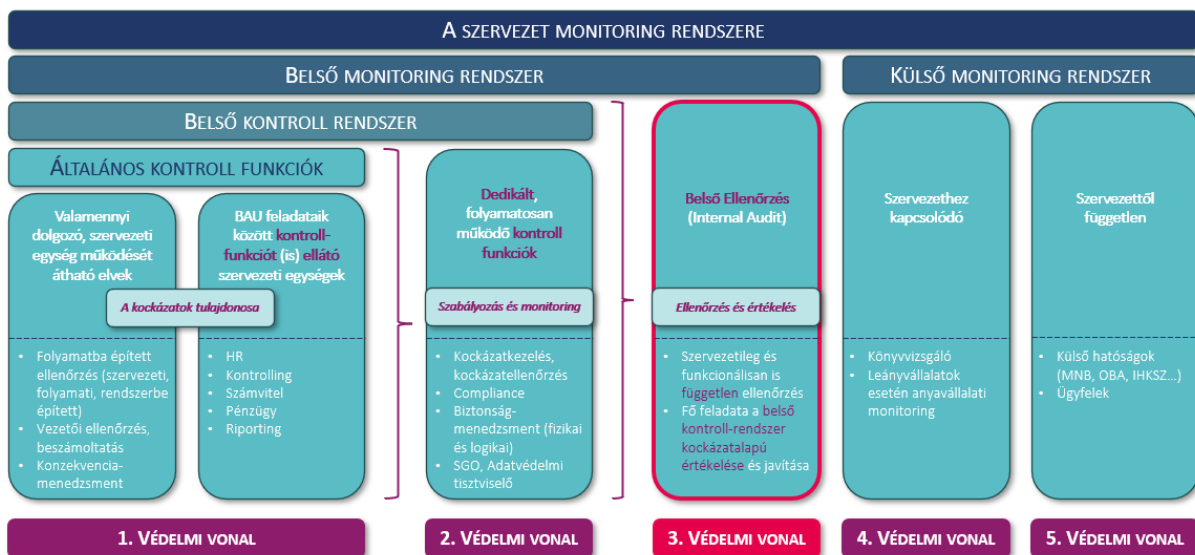 A SZERVEZET MONITORING RENDSZERE
BELSŐ MONITORING RENDSZER
KÜLSŐ MONITORING RENDSZER
BELSŐ KONTROLL RENDSZER
ÁLTALÁNOS KONTROLL FUNKCIÓK
Valamennyi
dolgozó, szervezeti
egység működését
átható elvek
BAU feladataik
között kontroll-
funkciót (is) ellátó
szervezeti egységek
A kockázatok tulajdonosa
• Folyamatba épített
ellenőrzés (szervezeti,
folyamati, rendszerbe
épített)
• Vezetői ellenőrzés,
beszámoltatás
• Konzekvencia-
menedzsment
• HR
• Kontrolling
• Számvitel
• Pénzügy
• Riporting
Dedikált,
folyamatosan
működő kontroll
funkciók
Szabályozás és monitoring
• Kockázatkezelés,
kockázatellenőrzés
• Compliance
• Biztonság-
menedzsment (fizikai
és logikai)
• SGO, Adatvédelmi
tisztviselő
Belső Ellenőrzés
(Internal Audit)
Ellenőrzés és értékelés
• Szervezetileg és
funkcionálisan is
független ellenőrzés
• Fő feladata a belső
kontroll-rendszer
kockázatalapú
értékelése és javítása
Szervezethez
kapcsolódó
• Könyvvizsgáló
• Leányvállalatok
esetén anyavállalati
monitoring
Szervezettől
független
• Külső hatóságok
(MNB, OBA, IHKSZ…)
• Ügyfelek
1. VÉDELMI VONAL
2. VÉDELMI VONAL
3. VÉDELMI VONAL
4. VÉDELMI VONAL
5. VÉDELMI VONAL